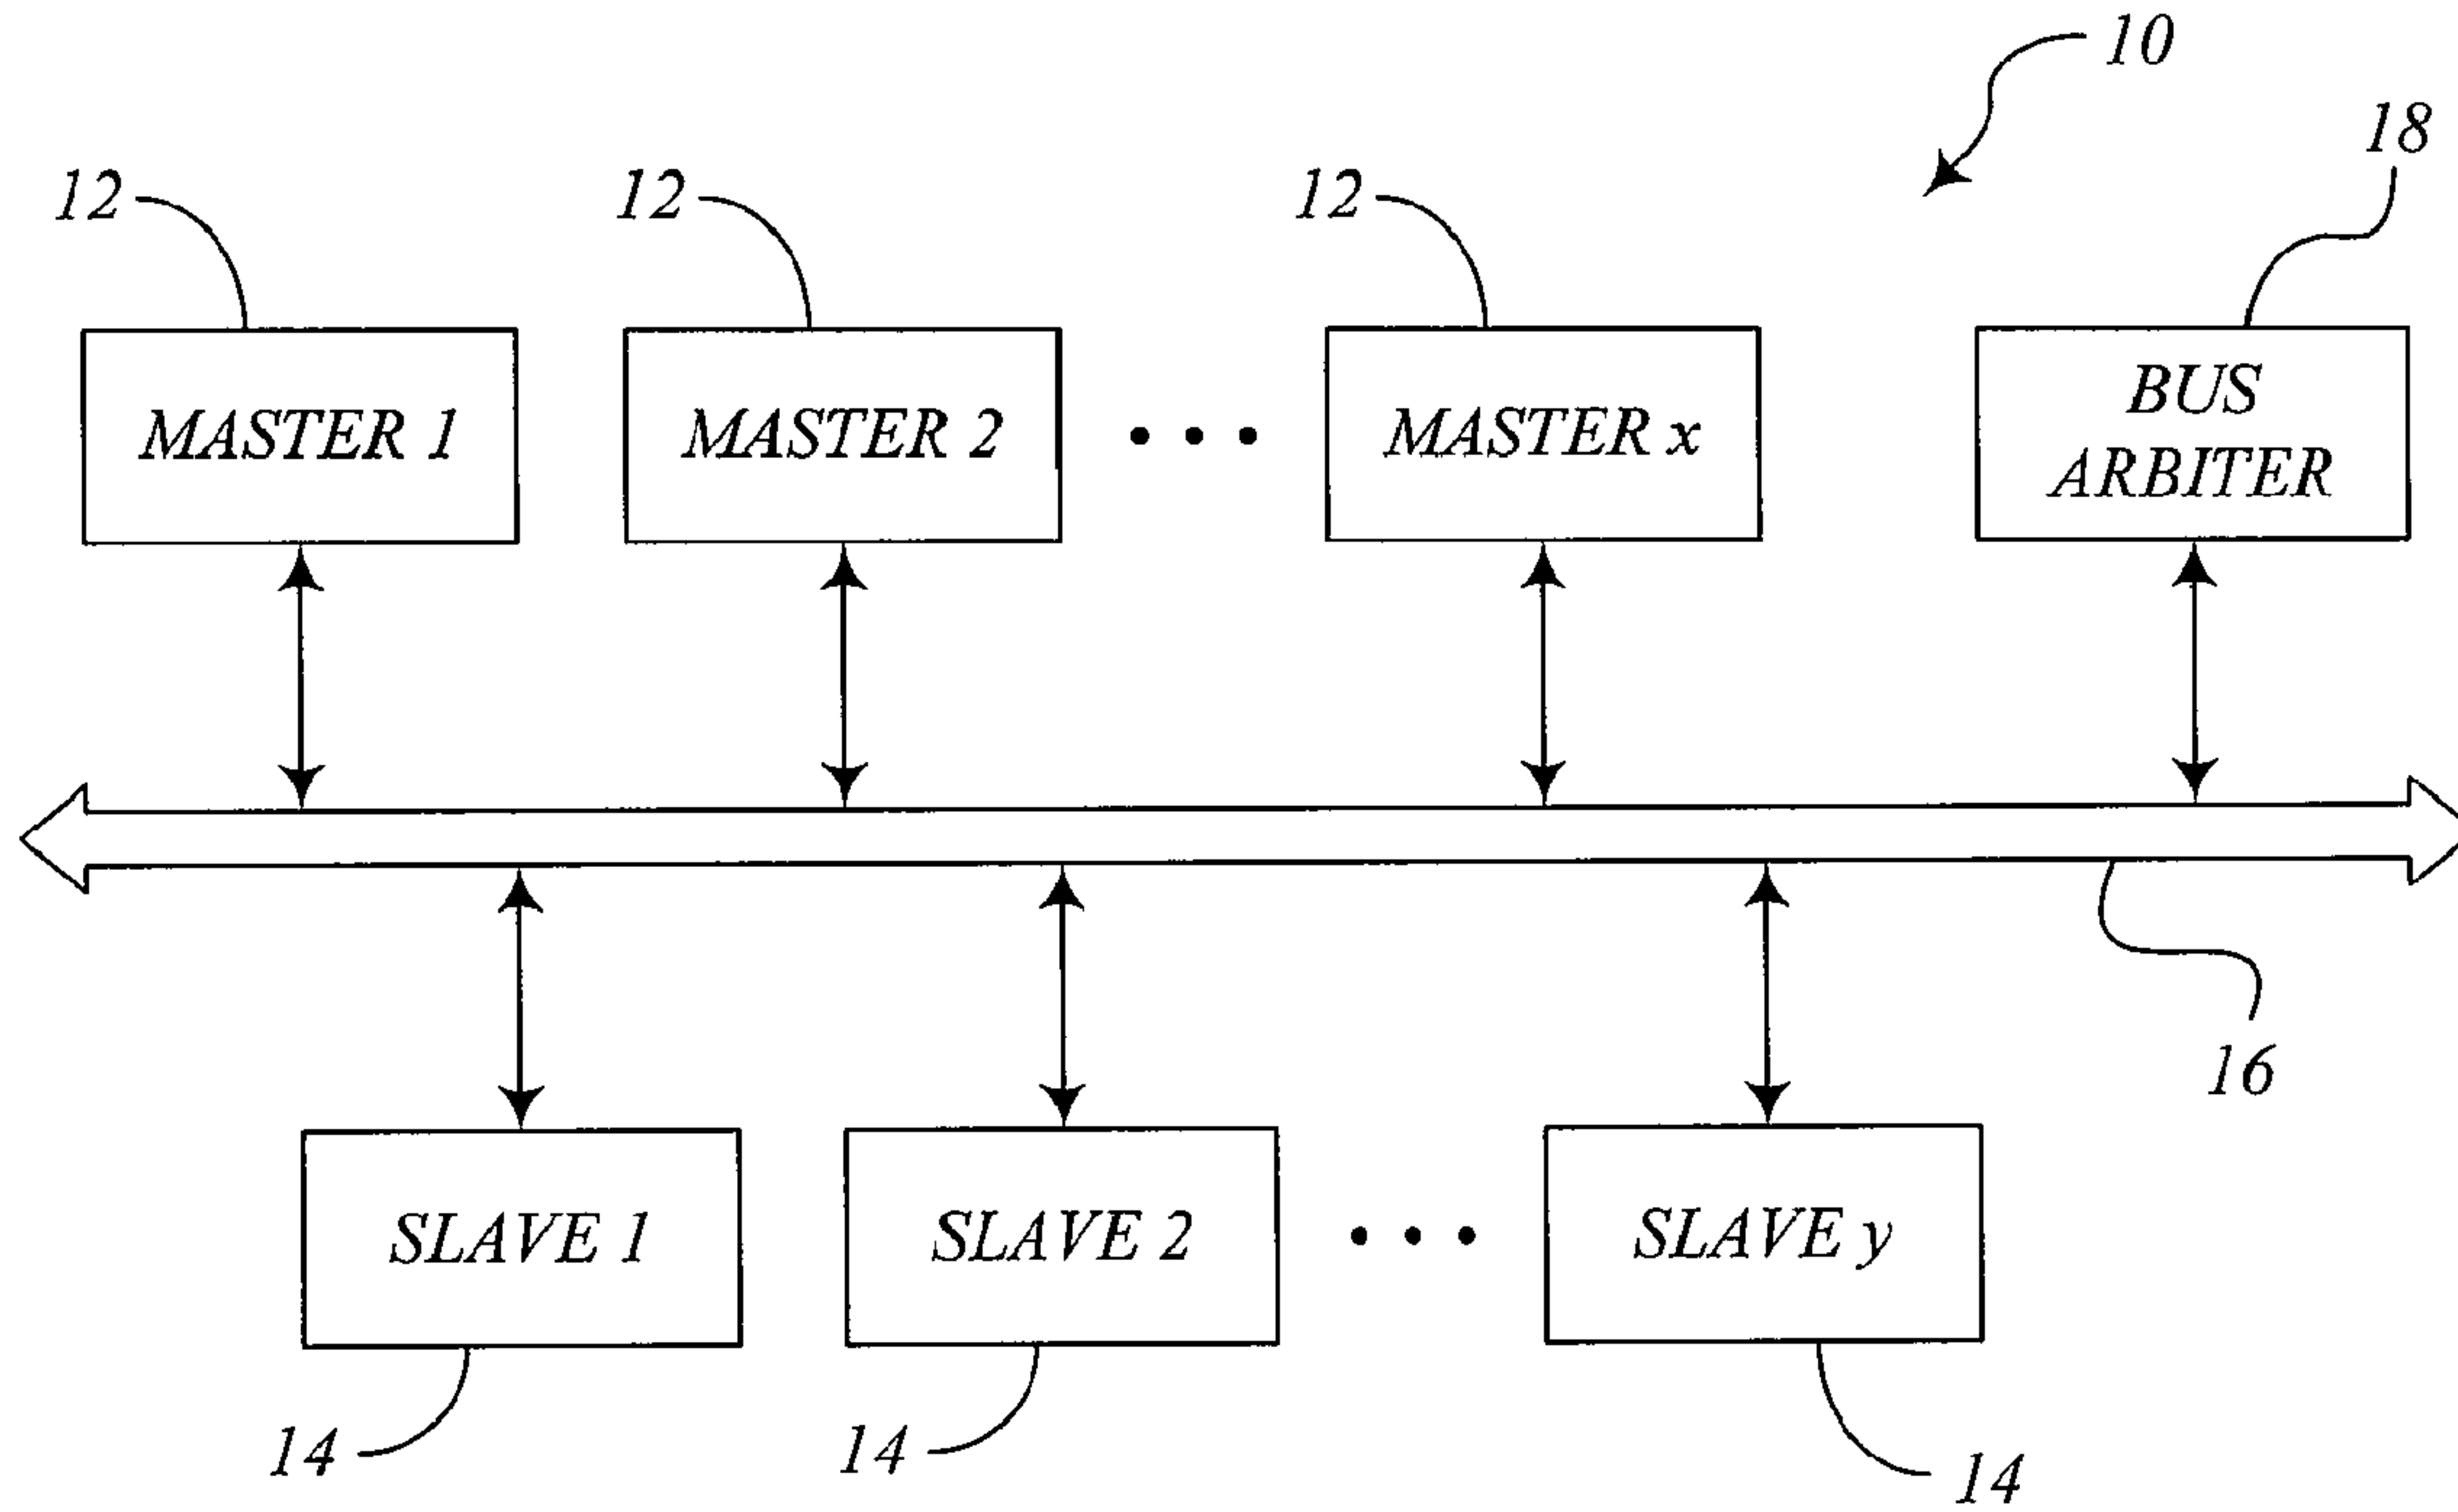 10
18
12
12
12
MASTER 1
MASTER 2
MASTER x
BUS
ARBITER
16
SLAVE 1
SLAVE 2
SLAVE y
14
14
14